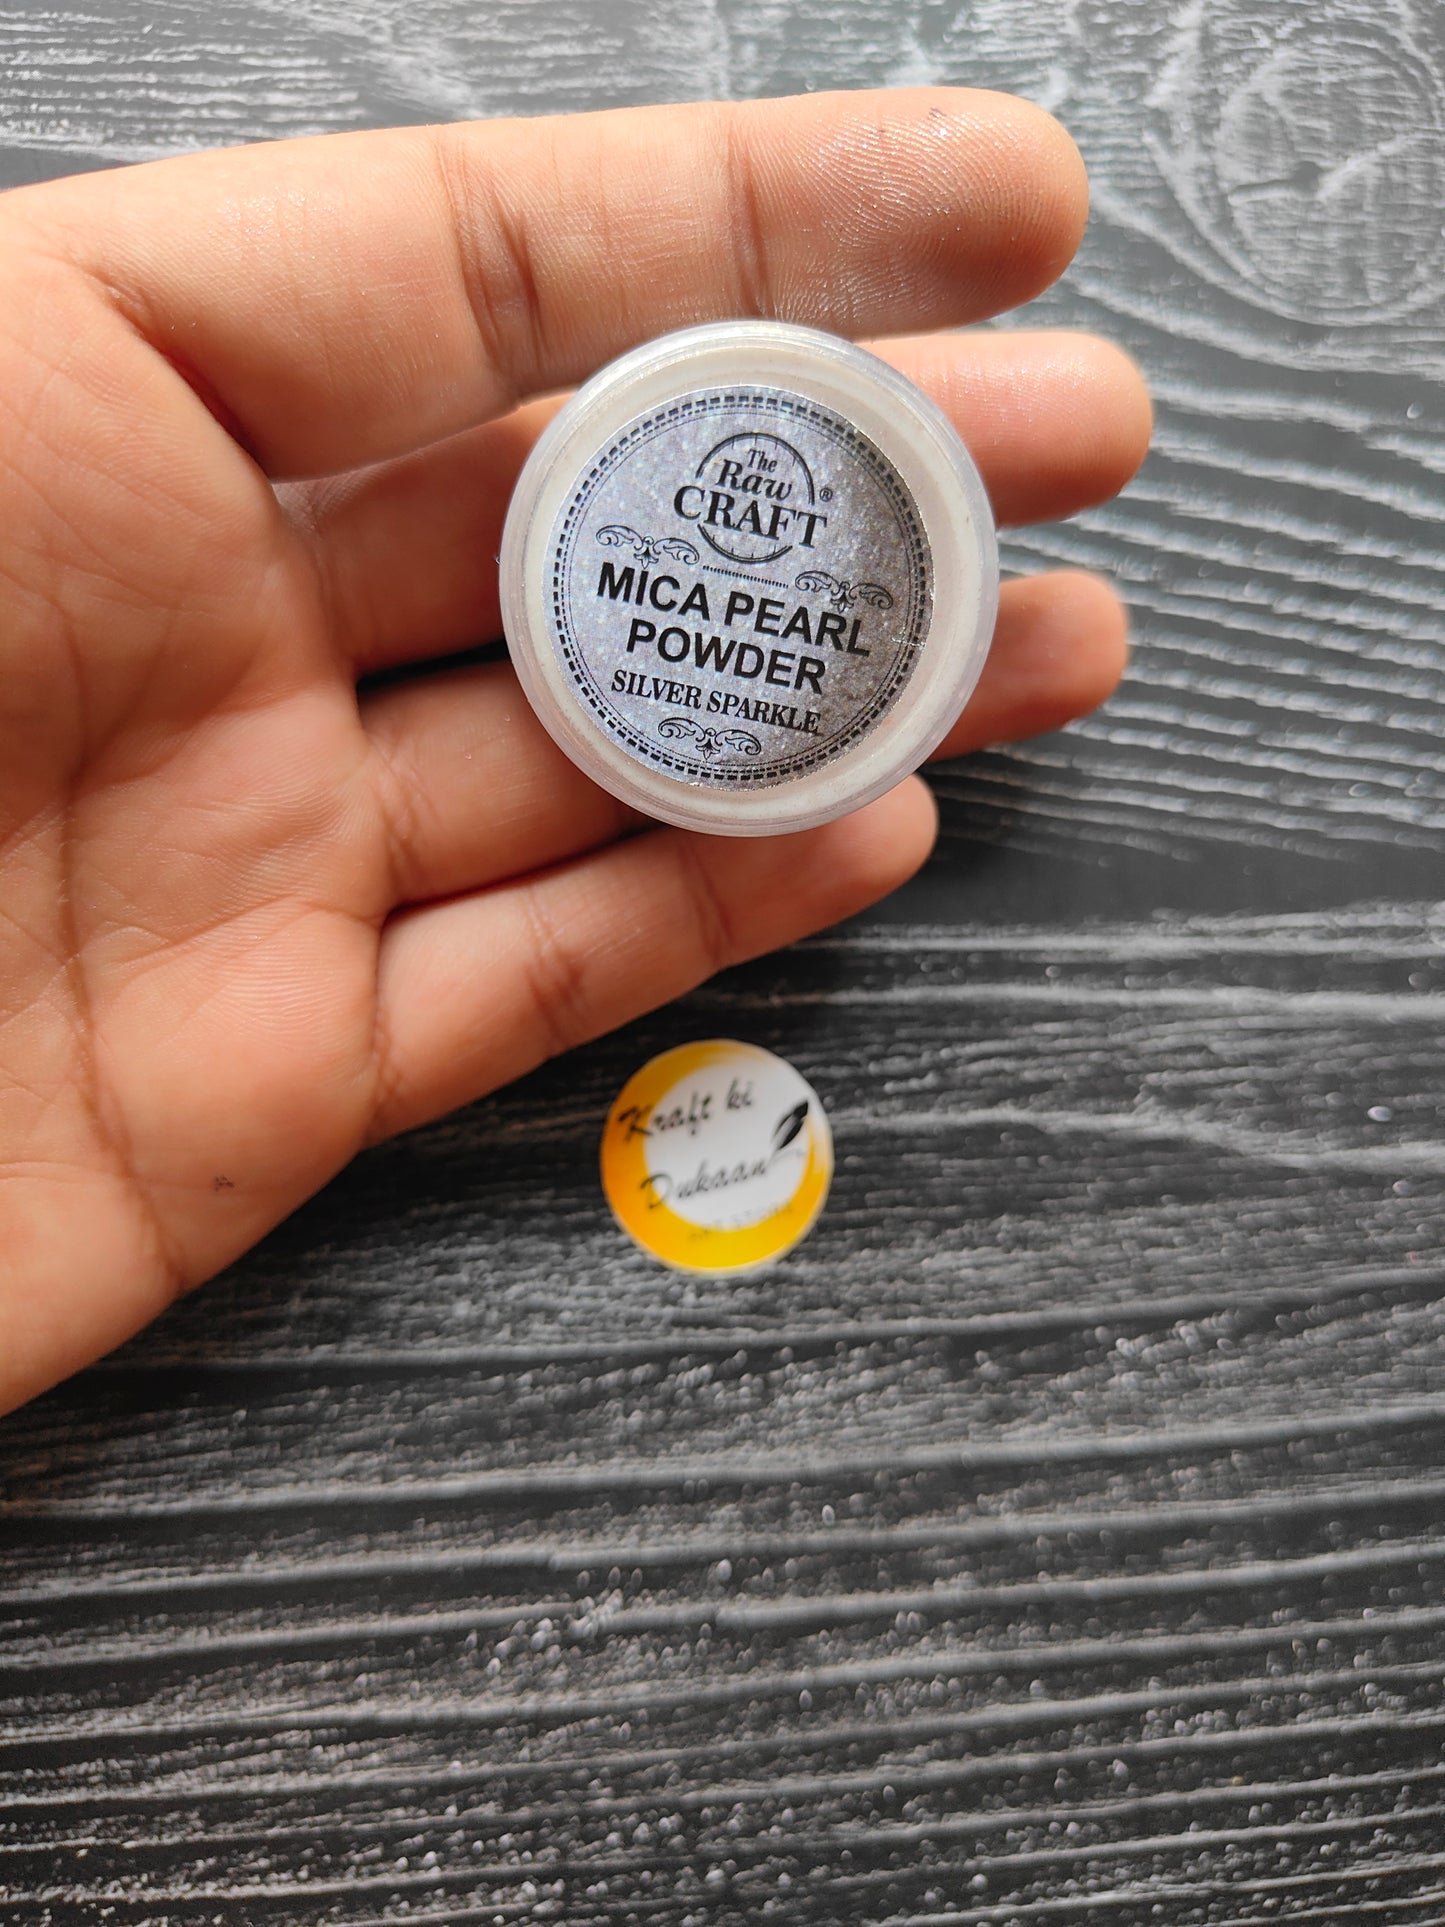 The
Raw
CRAFT®
MICA PEARL
POWDER
SILVER SPARKLE
Kraft ki
Dukaan